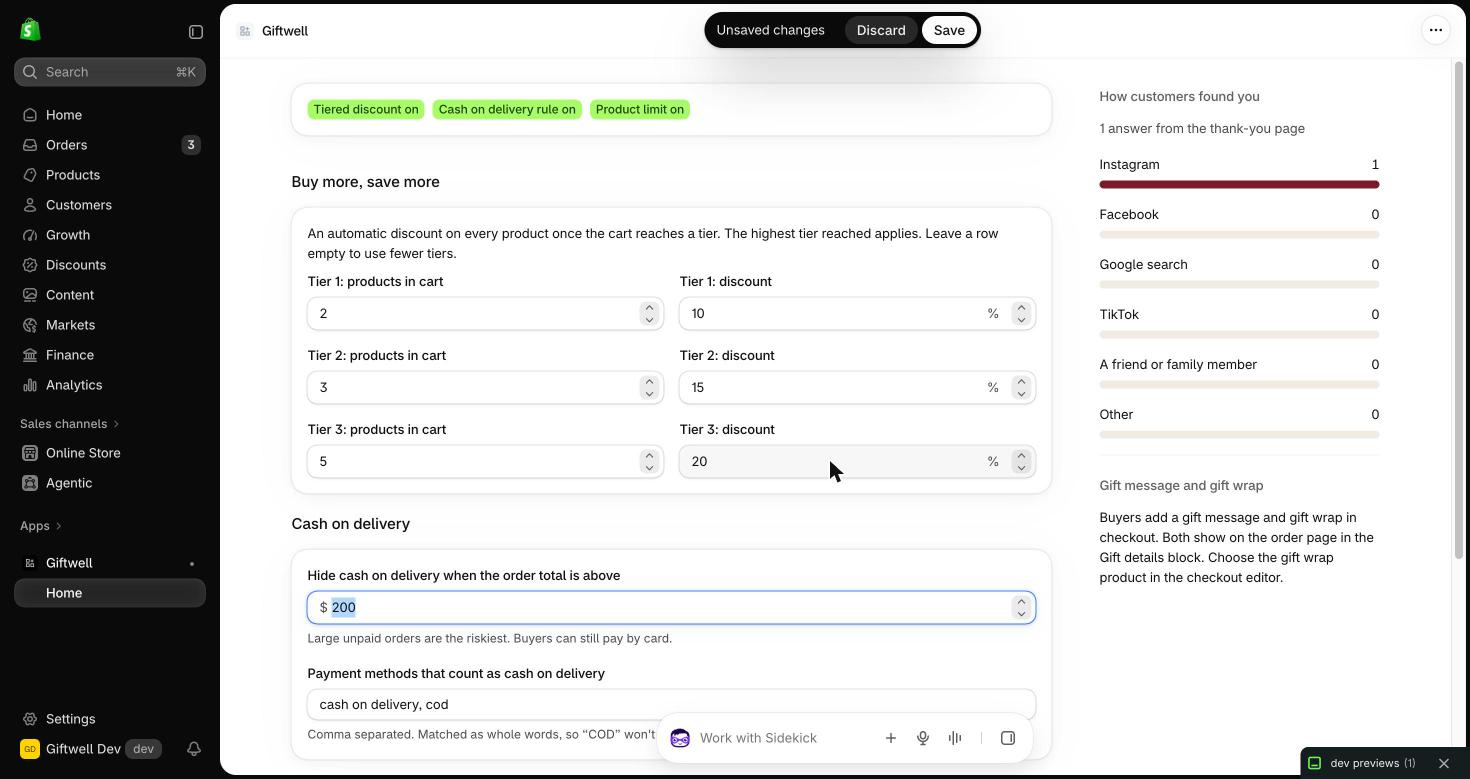 Giftwell
Unsaved changes
Discard
Save
Search
⌘K
Home
Orders
3
Products
Customers
Growth
Discounts
Content
Markets
Finance
Analytics
Sales channels
Online Store
Agentic
Apps
Giftwell
Home
Settings
GD
Giftwell Dev
dev
Tiered discount on
Cash on delivery rule on
Product limit on
Buy more, save more
An automatic discount on every product once the cart reaches a tier. The highest tier reached applies. Leave a row
empty to use fewer tiers.
Tier 1: products in cart
Tier 1: discount
2
10
%
Tier 2: products in cart
Tier 2: discount
3
15
%
Tier 3: products in cart
Tier 3: discount
5
20
%
Cash on delivery
Hide cash on delivery when the order total is above
$ 200
Large unpaid orders are the riskiest. Buyers can still pay by card.
Payment methods that count as cash on delivery
cash on delivery, cod
Comma separated. Matched as whole words, so “COD” won't
Work with Sidekick
How customers found you
1 answer from the thank-you page
Instagram
1
Facebook
0
Google search
0
TikTok
0
A friend or family member
0
Other
0
Gift message and gift wrap
Buyers add a gift message and gift wrap in
checkout. Both show on the order page in the
Gift details block. Choose the gift wrap
product in the checkout editor.
dev previews (1)